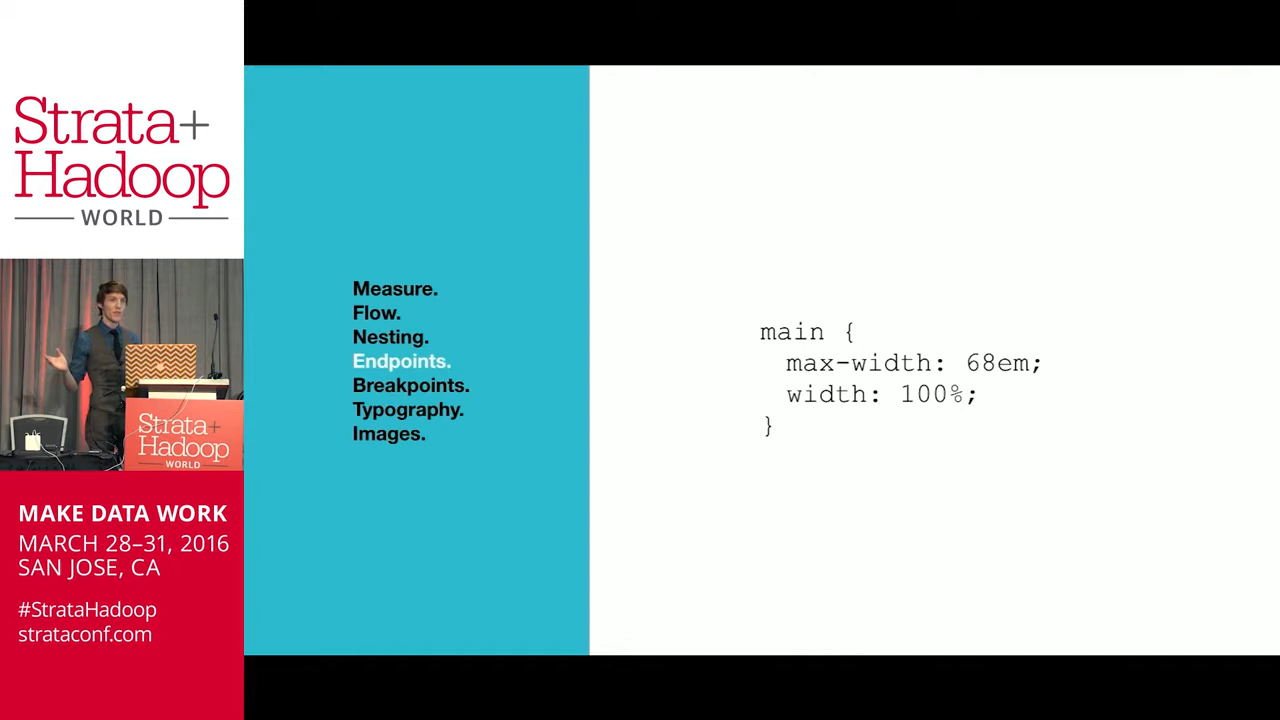 Strata+
Hadoop
WORLD
Strata+
Hadoop
WORLD
MAKE DATA WORK
MARCH 28–31, 2016
SAN JOSE, CA
#StrataHadoop
strataconf.com
Measure.
Flow.
Nesting.
Endpoints.
Breakpoints.
Typography.
Images.
main {
max-width: 68em;
width: 100%;
}